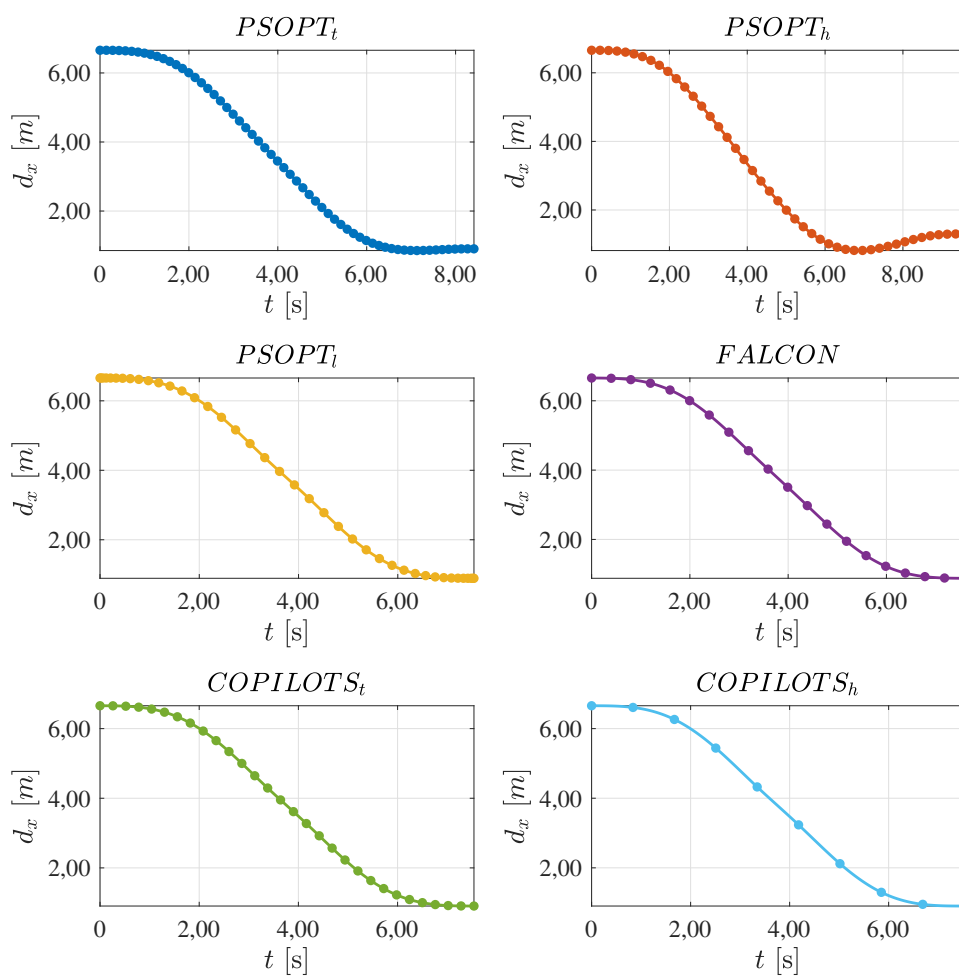 PSOPT_t
d_x [m]
6,00
4,00
2,00
0 2,00 4,00 6,00 8,00
t [s]
PSOPT_h
d_x [m]
6,00
4,00
2,00
0 2,00 4,00 6,00 8,00
t [s]
PSOPT_l
d_x [m]
6,00
4,00
2,00
0 2,00 4,00 6,00
t [s]
FALCON
d_x [m]
6,00
4,00
2,00
0 2,00 4,00 6,00
t [s]
COPILOTS_t
d_x [m]
6,00
4,00
2,00
0 2,00 4,00 6,00
t [s]
COPILOTS_h
d_x [m]
6,00
4,00
2,00
0 2,00 4,00 6,00
t [s]